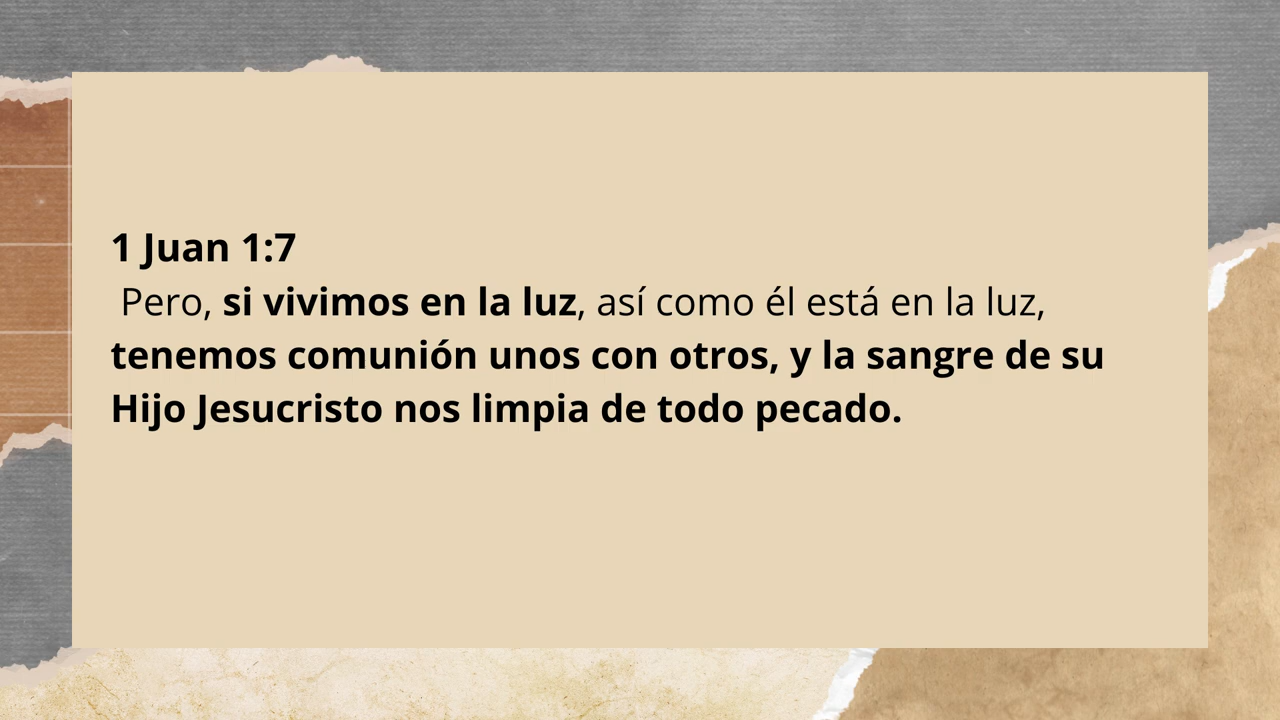 1 Juan 1:7
Pero, si vivimos en la luz, así como él está en la luz,
tenemos comunión unos con otros, y la sangre de su
Hijo Jesucristo nos limpia de todo pecado.